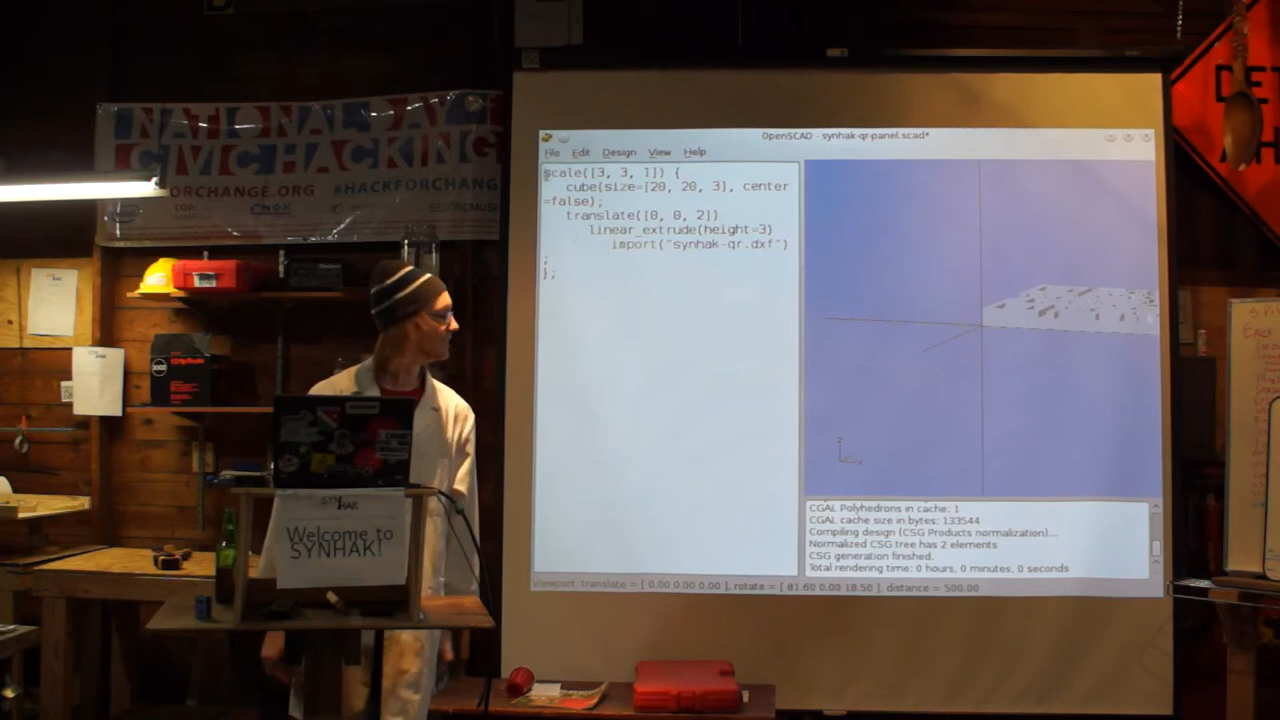 NATIONAL DAY
CIVIC HACKING
ORCHANGE.ORG #HACKFORCHANG
OpenSCAD - synhak-qr-panel.scad*
File Edit Design View Help
scale([3, 3, 1]) {
cube(size=[20, 20, 3], center
=false);
translate([0, 0, 2])
linear_extrude(height=3)
import("synhak-qr.dxf")
;
};
CGAL Polyhedrons in cache: 1
CGAL cache size in bytes: 133544
Compiling design (CSG Products normalization)...
Normalized CSG tree has 2 elements
CSG generation finished.
Total rendering time: 0 hours, 0 minutes, 0 seconds
Viewport: translate = [ 0.00 0.00 0.00 ], rotate = [ 81.60 0.00 18.50 ], distance = 500.00
SYNHAK
Welcome to
SYNHAK!